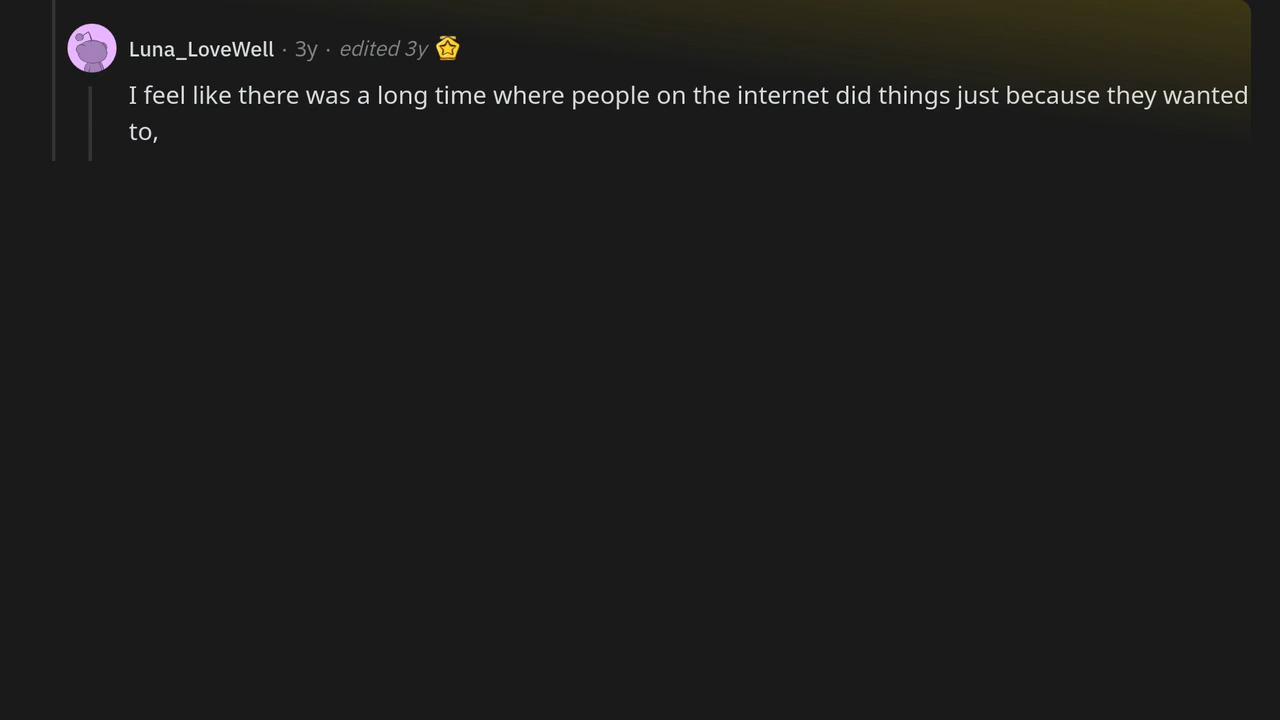 Luna_LoveWell · 3y · edited 3y
I feel like there was a long time where people on the internet did things just because they wanted
to,